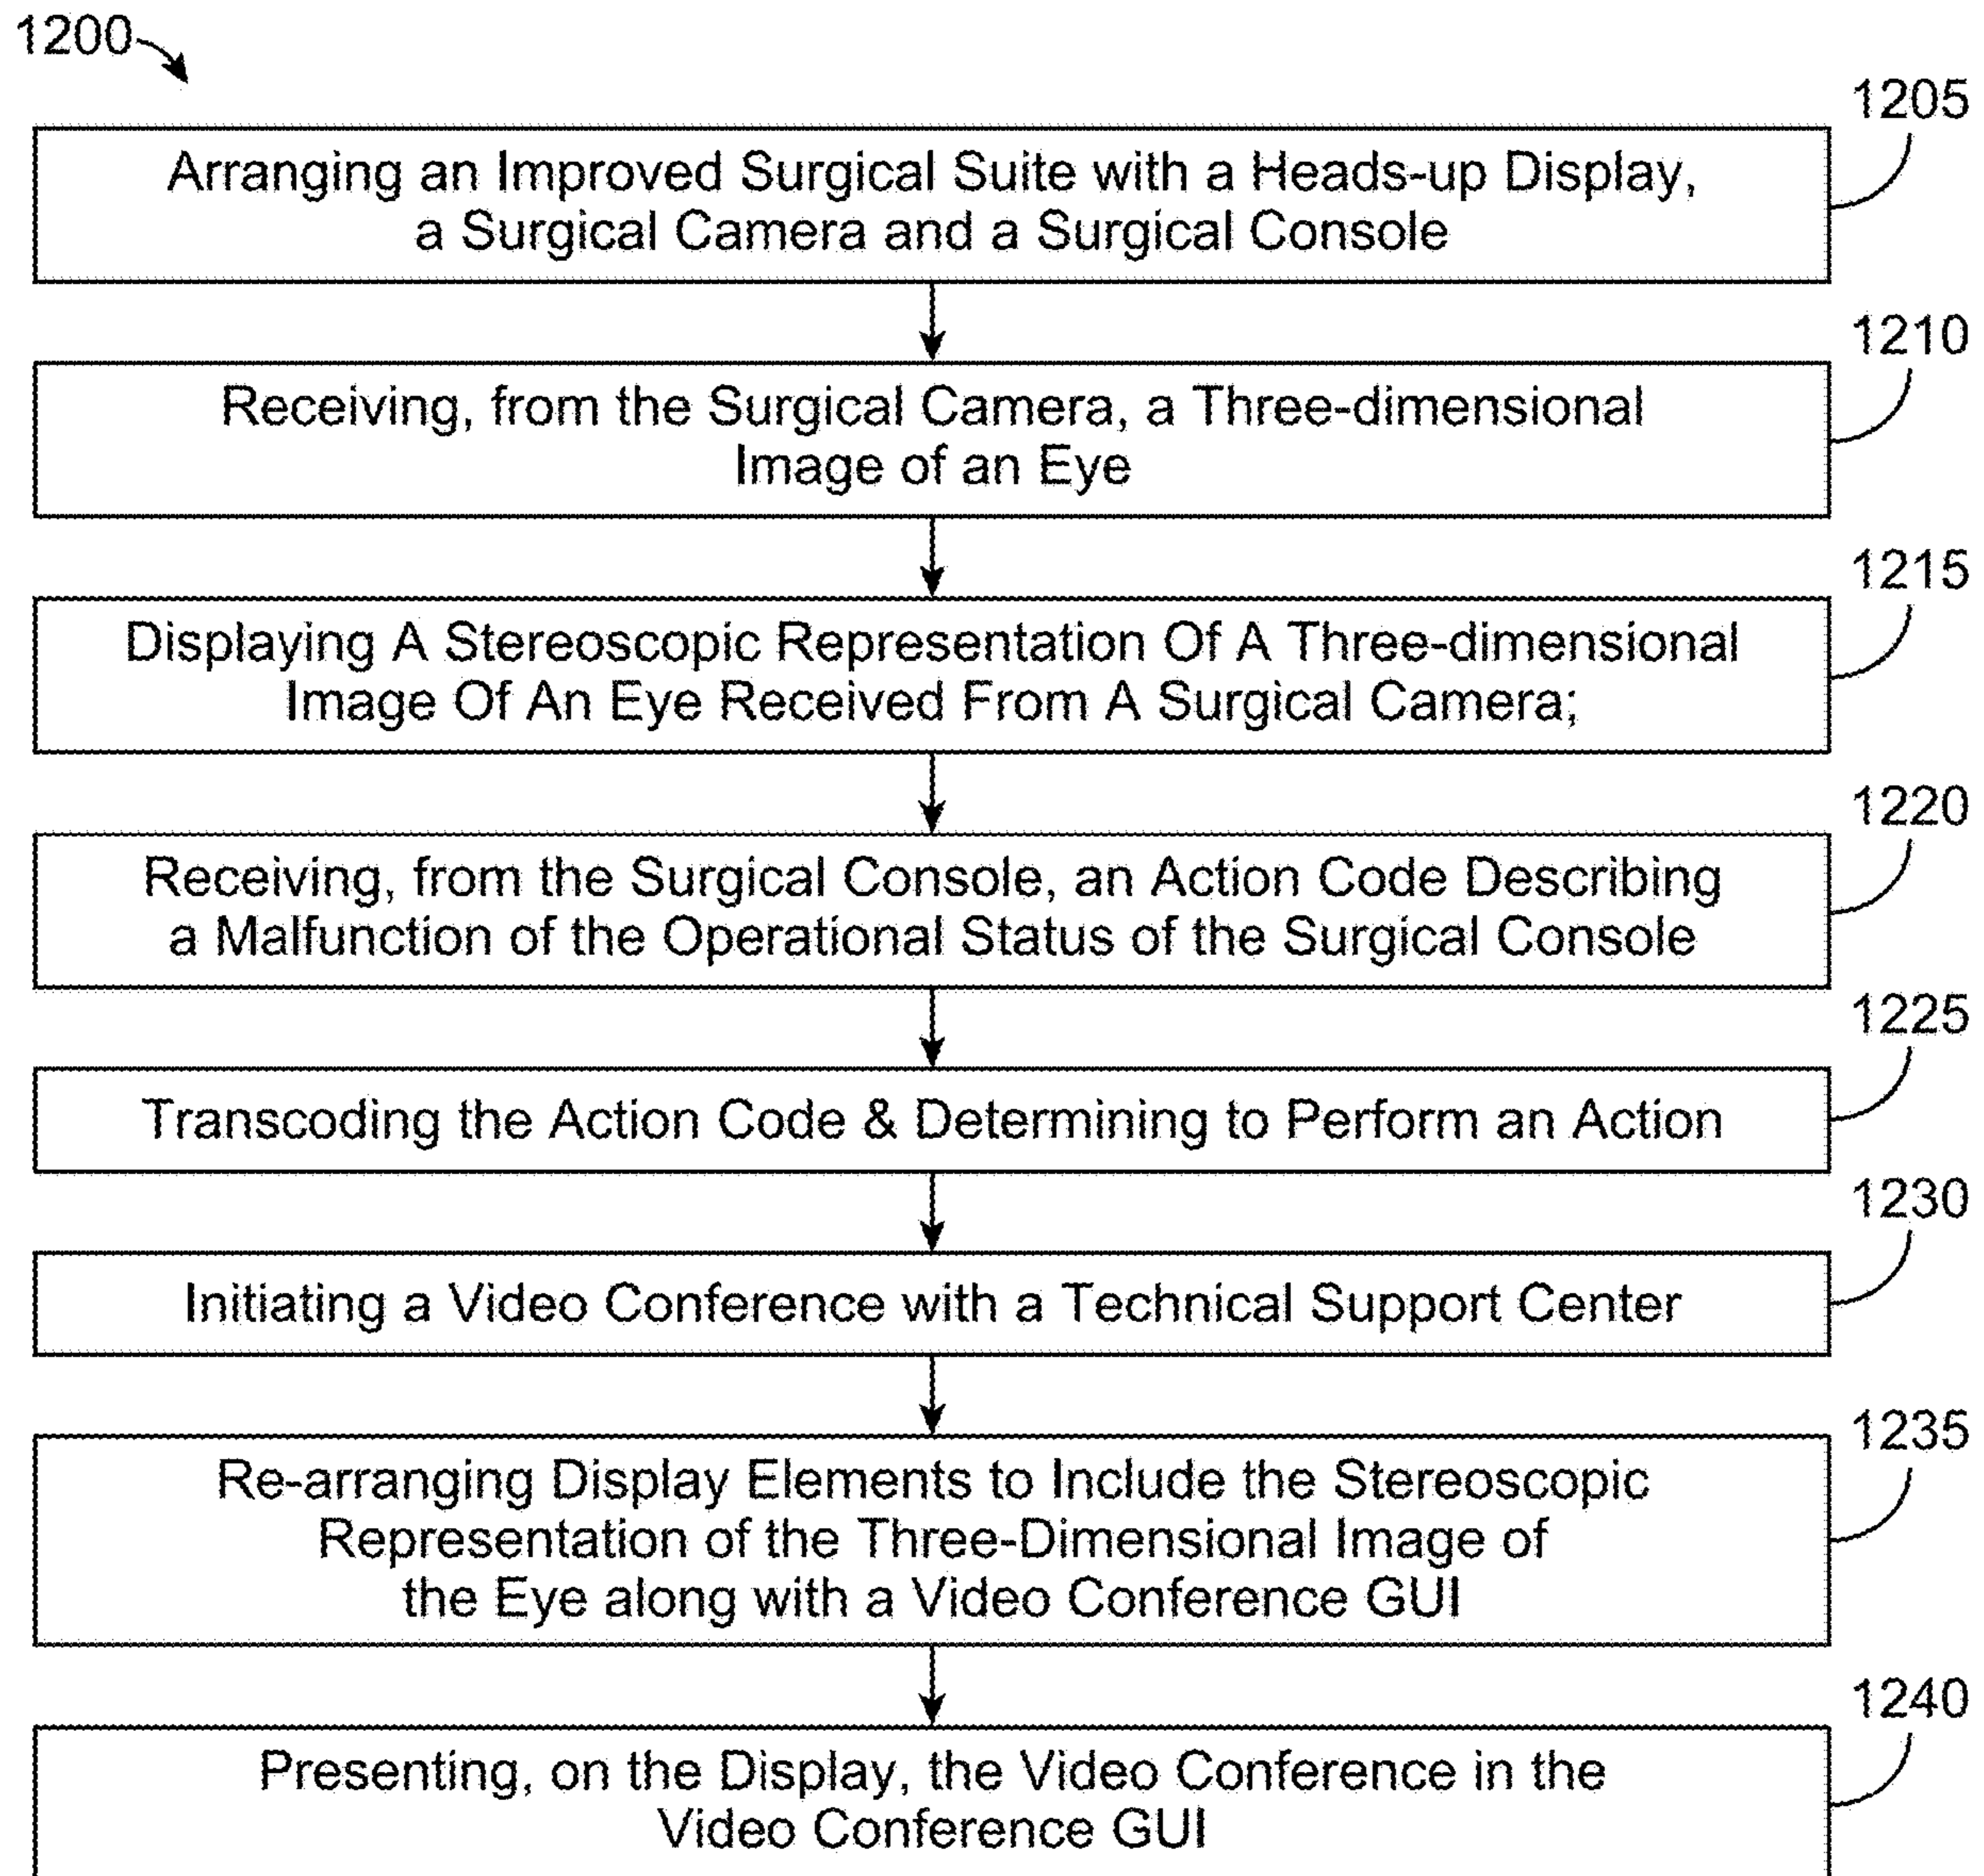 1200
1205
Arranging an Improved Surgical Suite with a Heads-up Display,
a Surgical Camera and a Surgical Console
1210
Receiving, from the Surgical Camera, a Three-dimensional
Image of an Eye
1215
Displaying A Stereoscopic Representation Of A Three-dimensional
Image Of An Eye Received From A Surgical Camera;
1220
Receiving, from the Surgical Console, an Action Code Describing
a Malfunction of the Operational Status of the Surgical Console
1225
Transcoding the Action Code & Determining to Perform an Action
1230
Initiating a Video Conference with a Technical Support Center
1235
Re-arranging Display Elements to Include the Stereoscopic
Representation of the Three-Dimensional Image of
the Eye along with a Video Conference GUI
1240
Presenting, on the Display, the Video Conference in the
Video Conference GUI